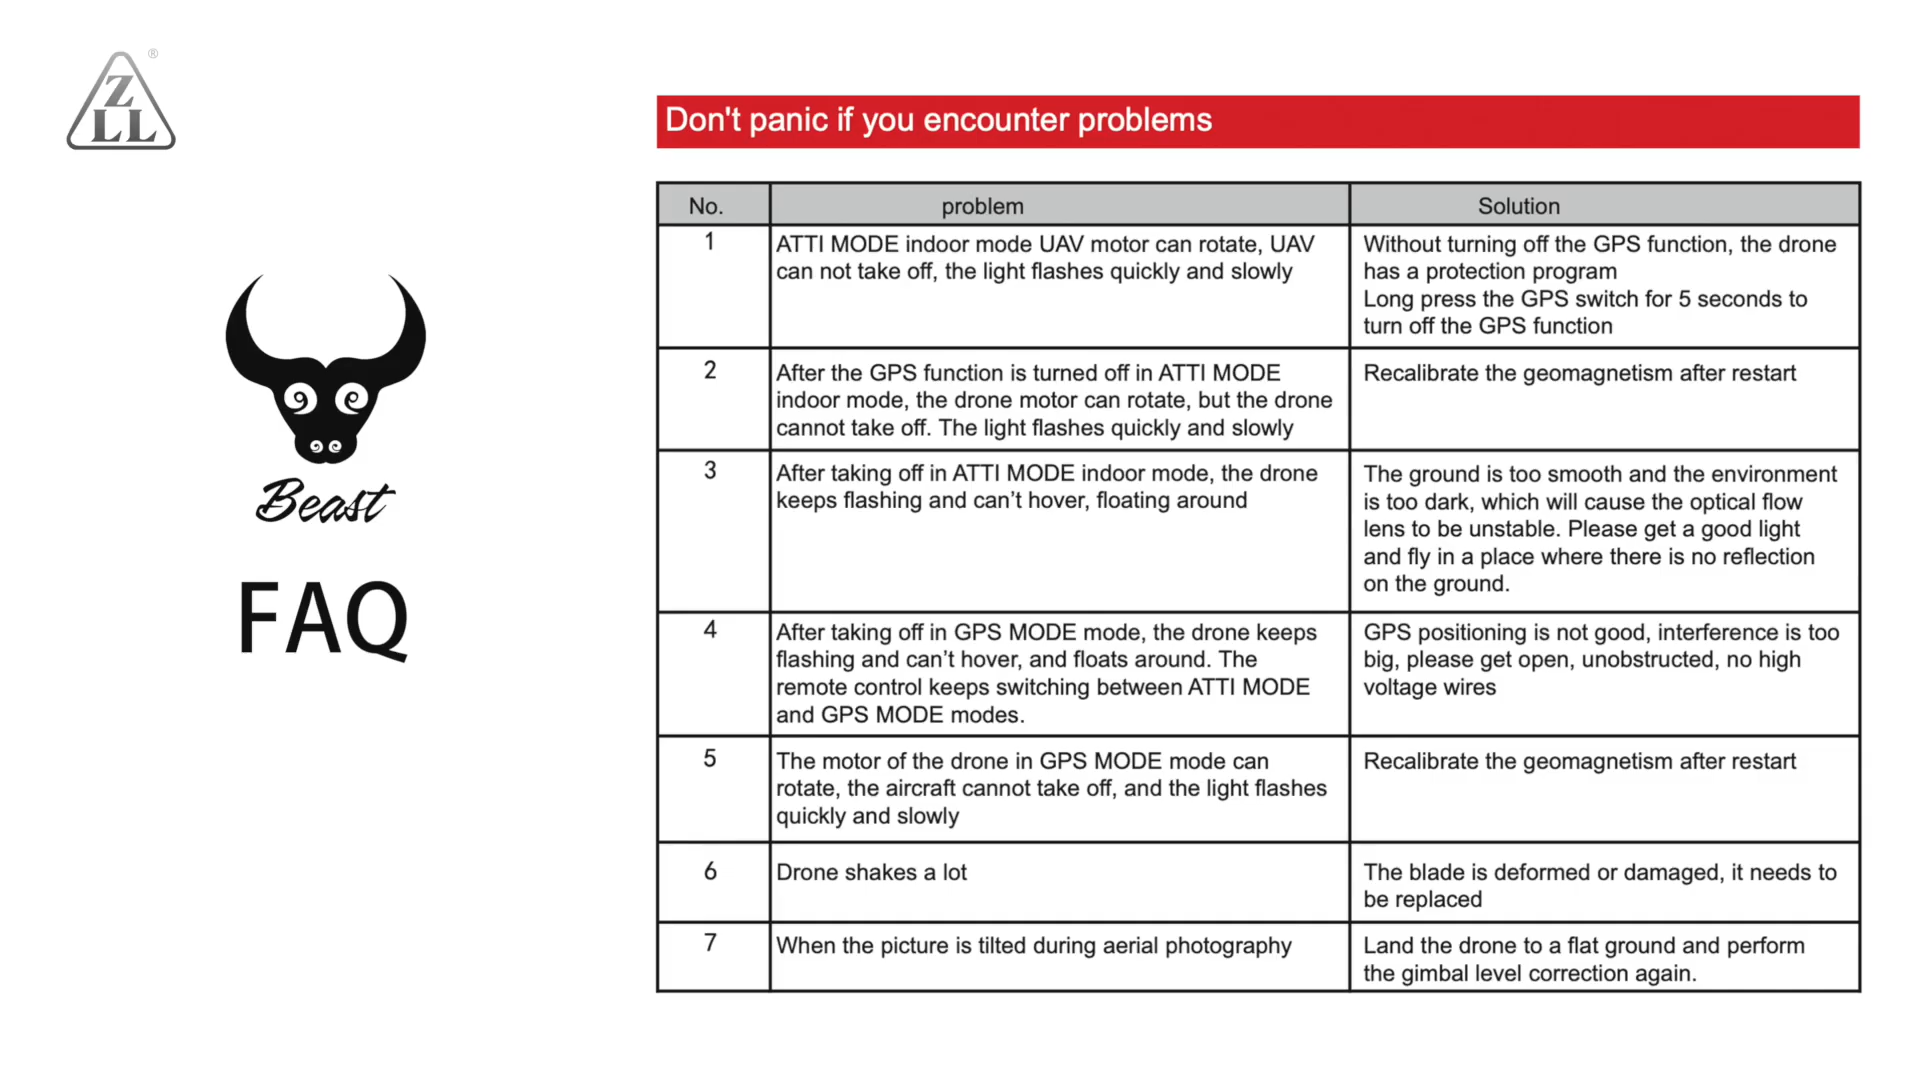 Z
LL
®
Beast
FAQ
Don't panic if you encounter problems
No.
problem
Solution
1
ATTI MODE indoor mode UAV motor can rotate, UAV
can not take off, the light flashes quickly and slowly
Without turning off the GPS function, the drone
has a protection program
Long press the GPS switch for 5 seconds to
turn off the GPS function
2
After the GPS function is turned off in ATTI MODE
indoor mode, the drone motor can rotate, but the drone
cannot take off. The light flashes quickly and slowly
Recalibrate the geomagnetism after restart
3
After taking off in ATTI MODE indoor mode, the drone
keeps flashing and can’t hover, floating around
The ground is too smooth and the environment
is too dark, which will cause the optical flow
lens to be unstable. Please get a good light
and fly in a place where there is no reflection
on the ground.
4
After taking off in GPS MODE mode, the drone keeps
flashing and can’t hover, and floats around. The
remote control keeps switching between ATTI MODE
and GPS MODE modes.
GPS positioning is not good, interference is too
big, please get open, unobstructed, no high
voltage wires
5
The motor of the drone in GPS MODE mode can
rotate, the aircraft cannot take off, and the light flashes
quickly and slowly
Recalibrate the geomagnetism after restart
6
Drone shakes a lot
The blade is deformed or damaged, it needs to
be replaced
7
When the picture is tilted during aerial photography
Land the drone to a flat ground and perform
the gimbal level correction again.